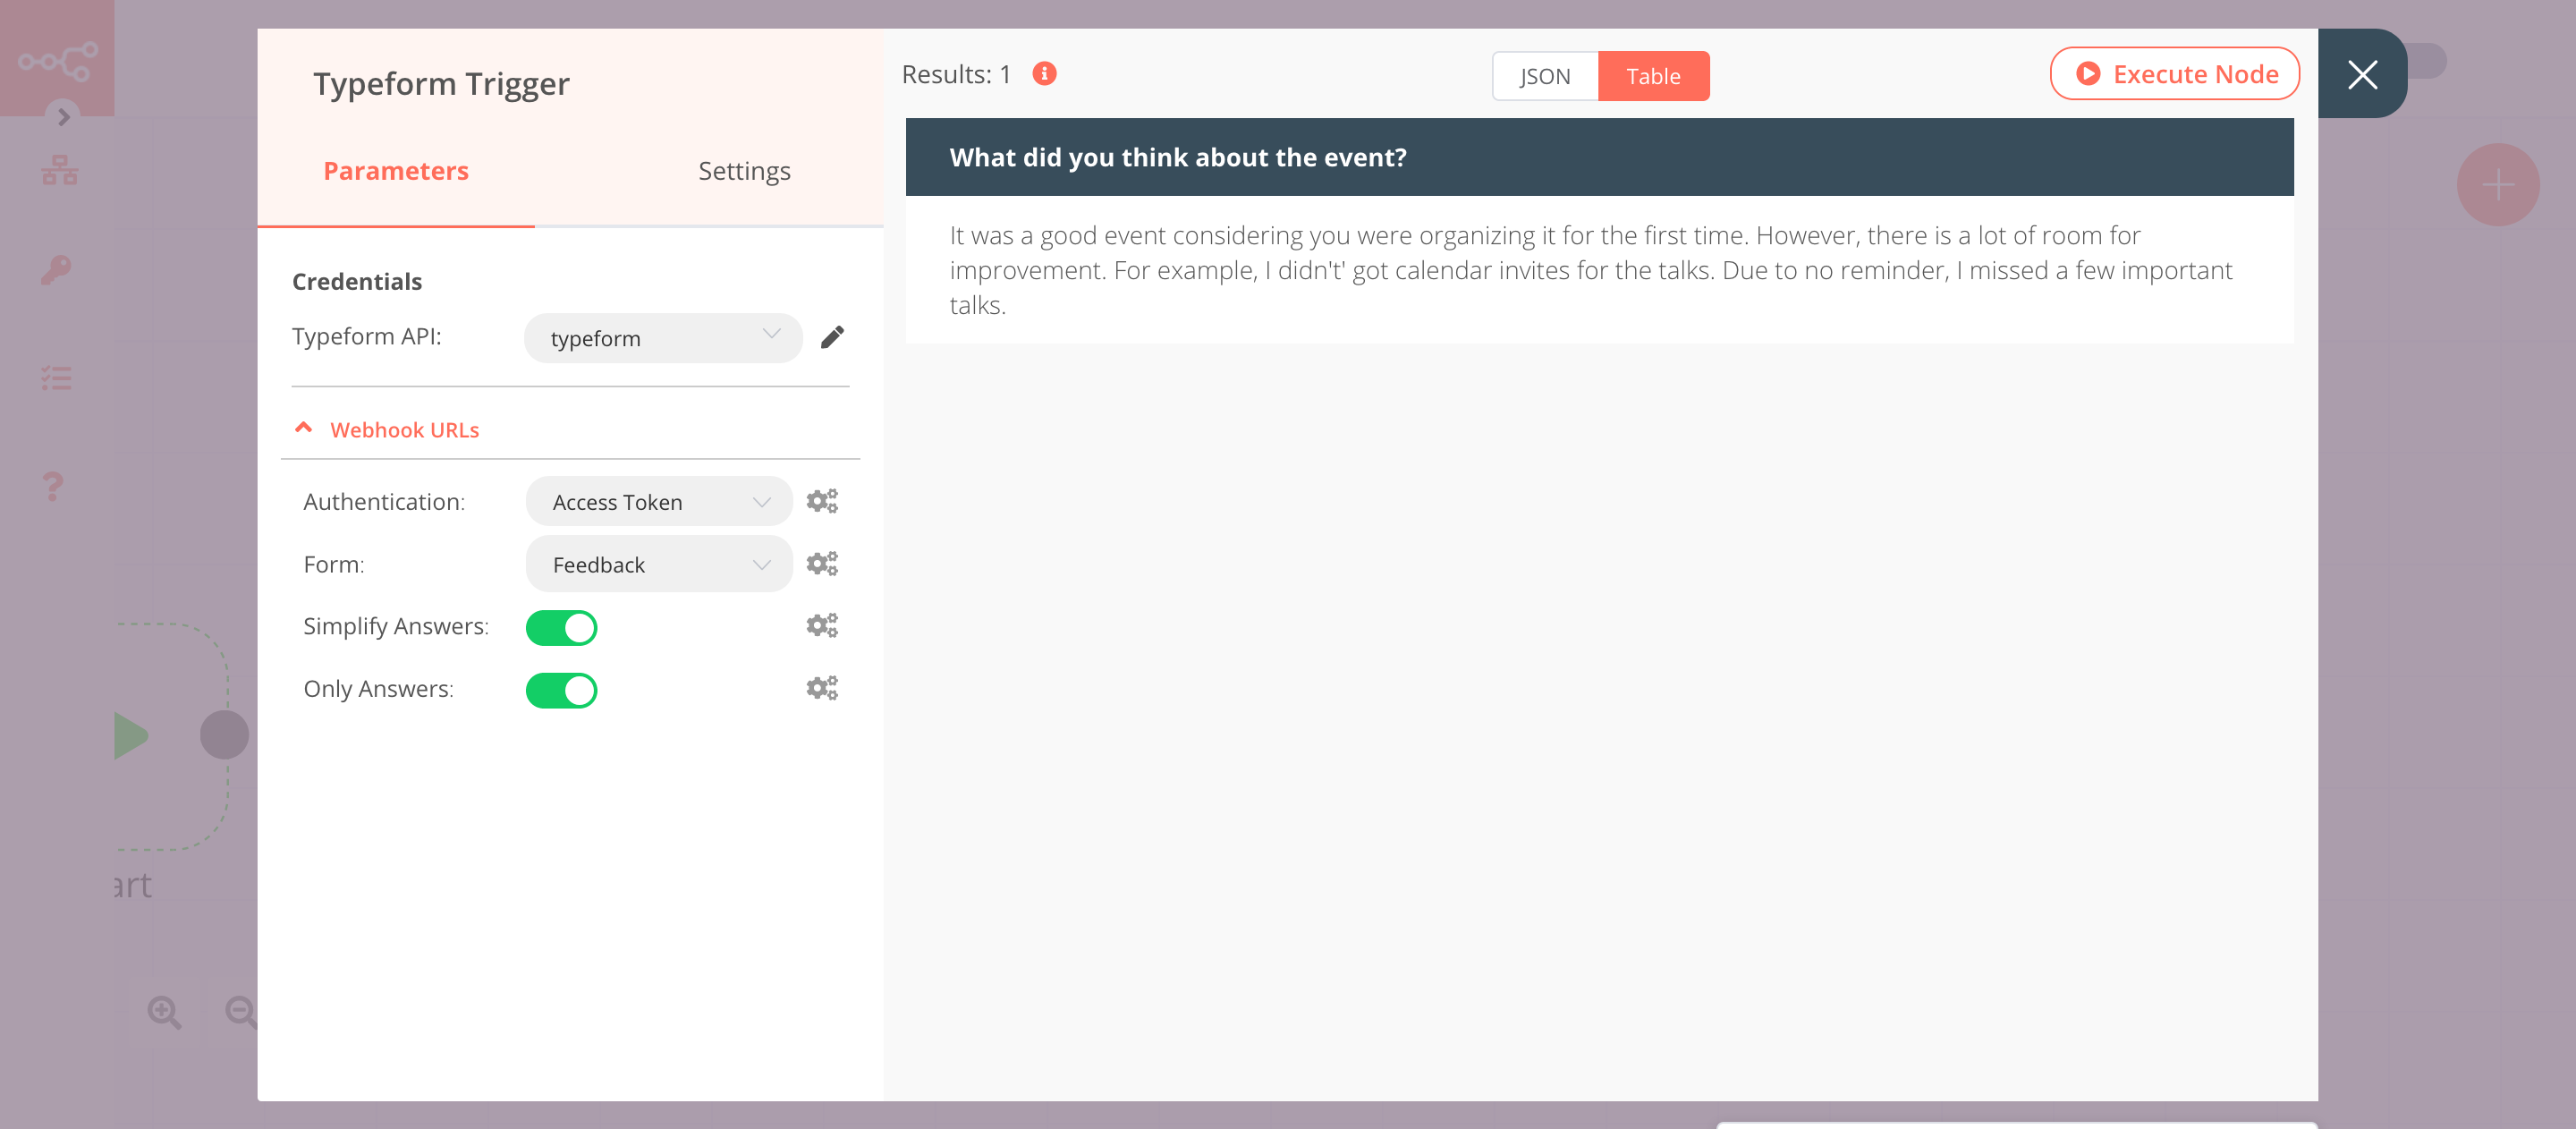 Typeform Trigger
Parameters
Settings
Credentials
Typeform API:
typeform
Webhook URLs
Authentication:
Access Token
Form:
Feedback
Simplify Answers:
Only Answers:
Results: 1
JSON
Table
Execute Node
What did you think about the event?
It was a good event considering you were organizing it for the first time. However, there is a lot of room for
improvement. For example, I didn't' got calendar invites for the talks. Due to no reminder, I missed a few important
talks.
art